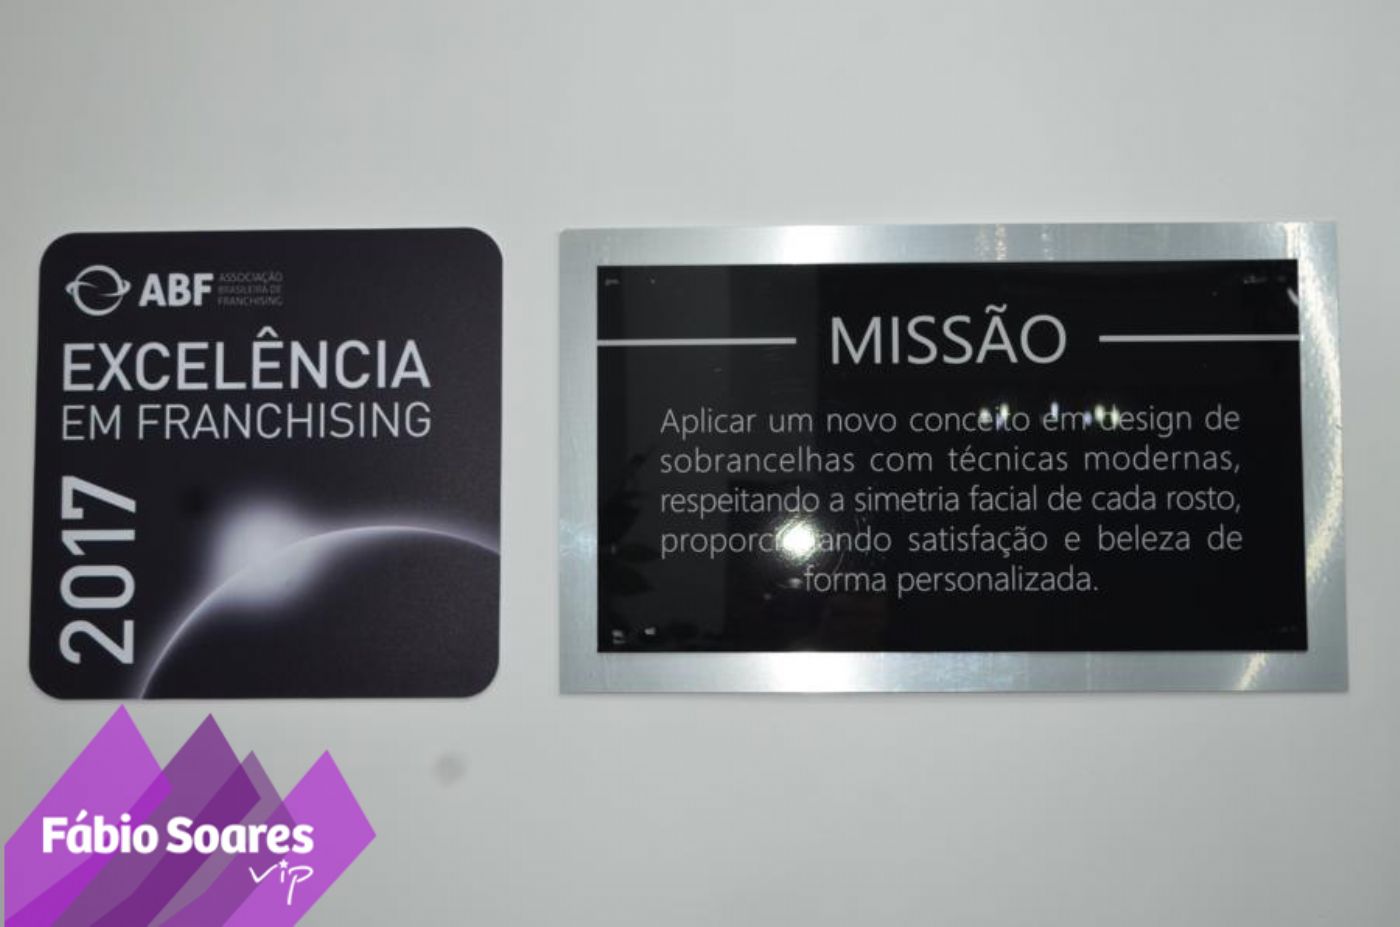 ABF
ASSOCIAÇÃO
BRASILEIRA DE
FRANCHISING
EXCELÊNCIA
EM FRANCHISING
2017
MISSÃO
Aplicar um novo conceito em design de
sobrancelhas com técnicas modernas,
respeitando a simetria facial de cada rosto,
proporcionando satisfação e beleza de
forma personalizada.
Fábio Soares
vip